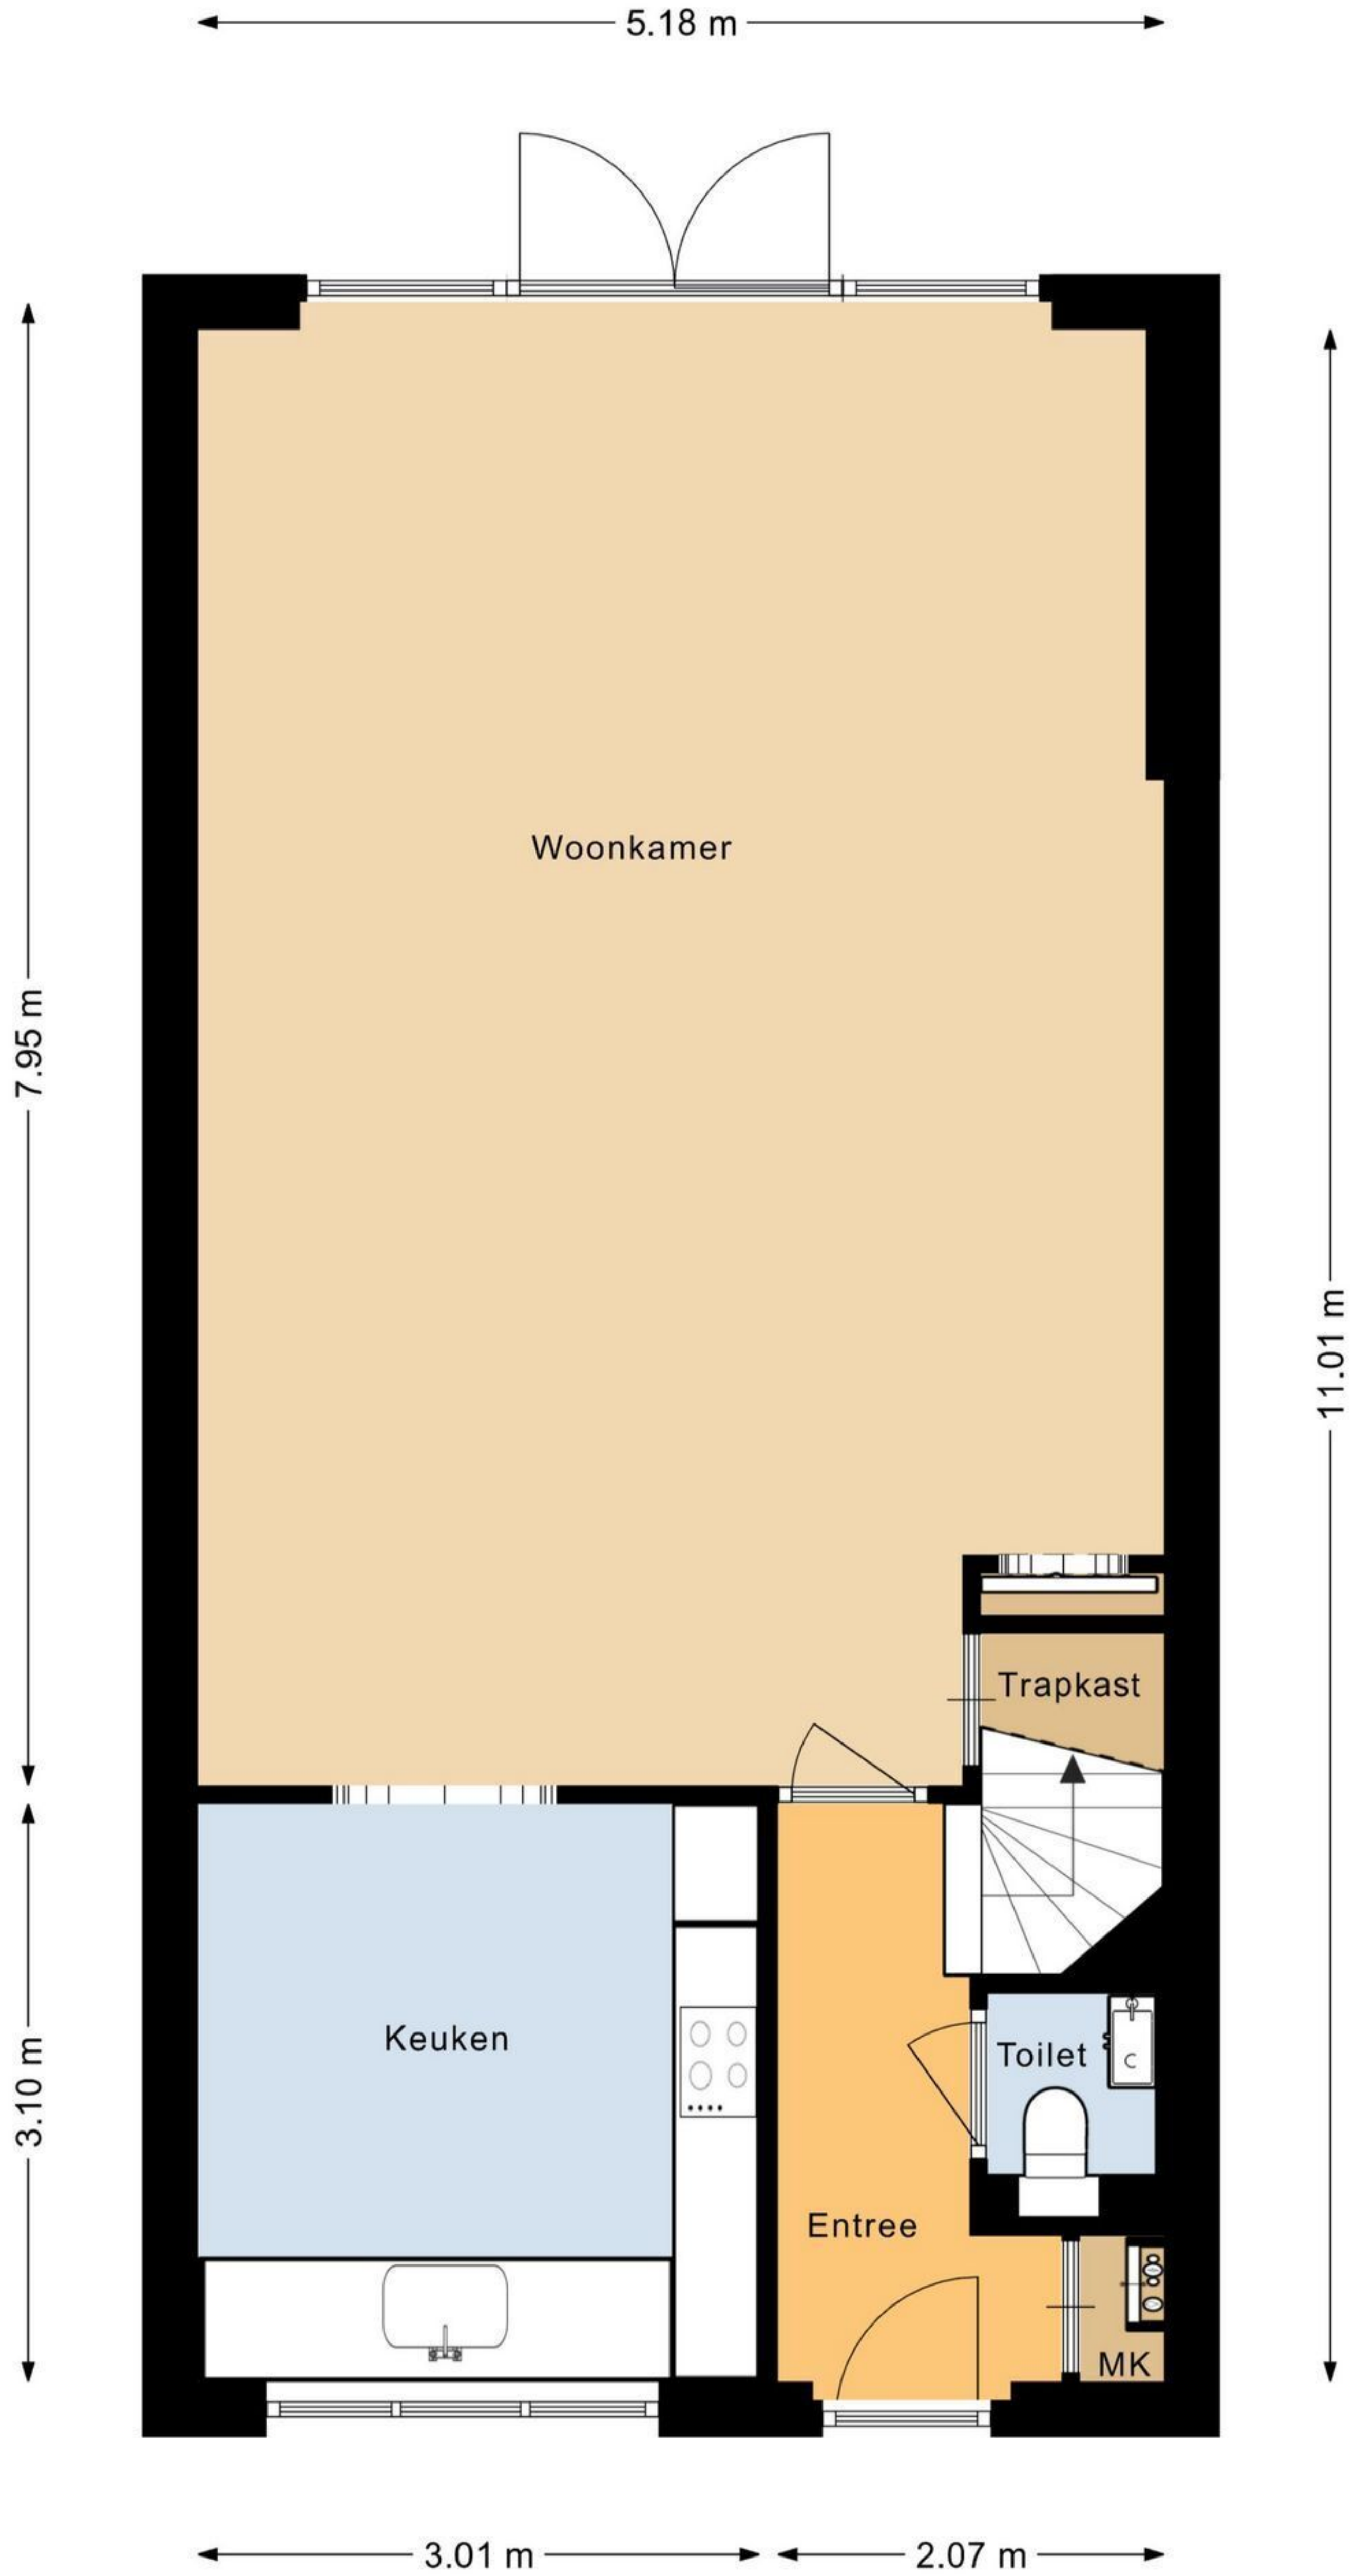 5.18 m
Woonkamer
7.95 m
11.01 m
Trapkast
Keuken
Toilet
3.10 m
Entree
MK
3.01 m
2.07 m